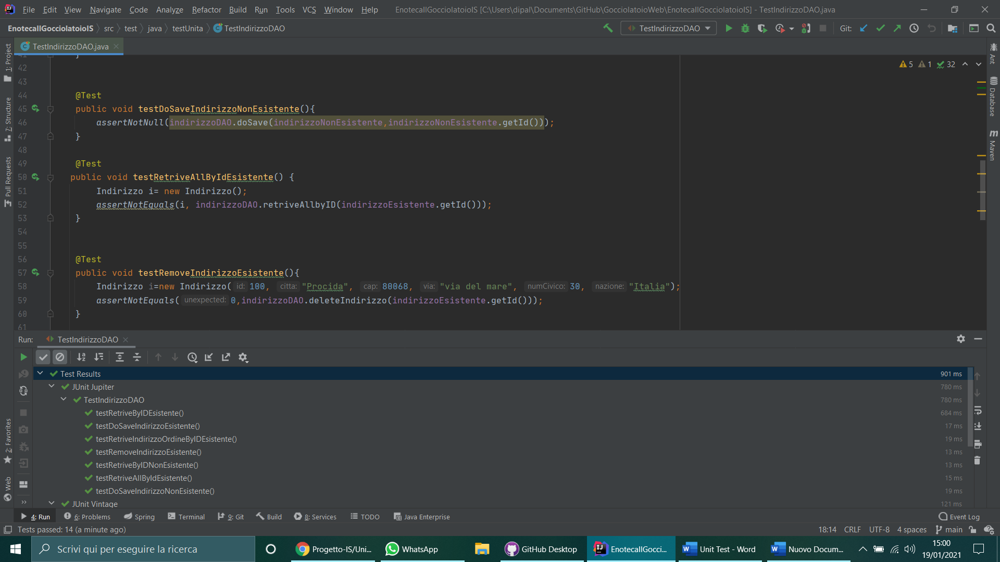 File Edit View Navigate Code Analyze Refactor Build Run Tools VCS Window Help EnotecaIlGocciolatoioIS [C:\Users\dipal\Documents\GitHub\GocciolatoioWeb\EnotecaIlGocciolatoioIS] - TestIndirizzoDAO.java
EnotecaIlGocciolatoioIS src test java testUnita TestIndirizzoDAO TestIndirizzoDAO Git:
TestIndirizzoDAO.java
1: Project
7: Structure
Pull Requests
2: Favorites
Web
Ant
Database
Maven
5 1 32
41 }
42
43
44 @Test
45 public void testDoSaveIndirizzoNonEsistente(){
46 assertNotNull(indirizzoDAO.doSave(indirizzoNonEsistente,indirizzoNonEsistente.getId()));
47 }
48
49 @Test
50 public void testRetriveAllByIdEsistente() {
51 Indirizzo i= new Indirizzo();
52 assertNotEquals(i, indirizzoDAO.retriveAllbyID(indirizzoEsistente.getId()));
53 }
54
55
56 @Test
57 public void testRemoveIndirizzoEsistente(){
58 Indirizzo i=new Indirizzo( id: 100, citta: "Procida", cap: 80068, via: "via del mare", numCivico: 30, nazione: "Italia");
59 assertNotEquals( unexpected: 0,indirizzoDAO.deleteIndirizzo(indirizzoEsistente.getId()));
60 }
61
Run: TestIndirizzoDAO
Test Results 901 ms
JUnit Jupiter 780 ms
TestIndirizzoDAO 780 ms
testRetriveByIDEsistente() 684 ms
testDoSaveIndirizzoEsistente() 17 ms
testRetriveIndirizzoOrdineByIDEsistente() 19 ms
testRemoveIndirizzoEsistente() 13 ms
testRetriveByIDNonEsistente() 13 ms
testRetriveAllByIdEsistente() 15 ms
testDoSaveIndirizzoNonEsistente() 19 ms
JUnit Vintage 121 ms
4: Run 6: Problems Spring Terminal 9: Git Build 8: Services TODO Java Enterprise Event Log
Tests passed: 14 (a minute ago) 18:14 CRLF UTF-8 4 spaces main
Scrivi qui per eseguire la ricerca Progetto-IS/Uni... WhatsApp GitHub Desktop EnotecaIlGocci... Unit Test - Word Nuovo Docum... 15:00
19/01/2021